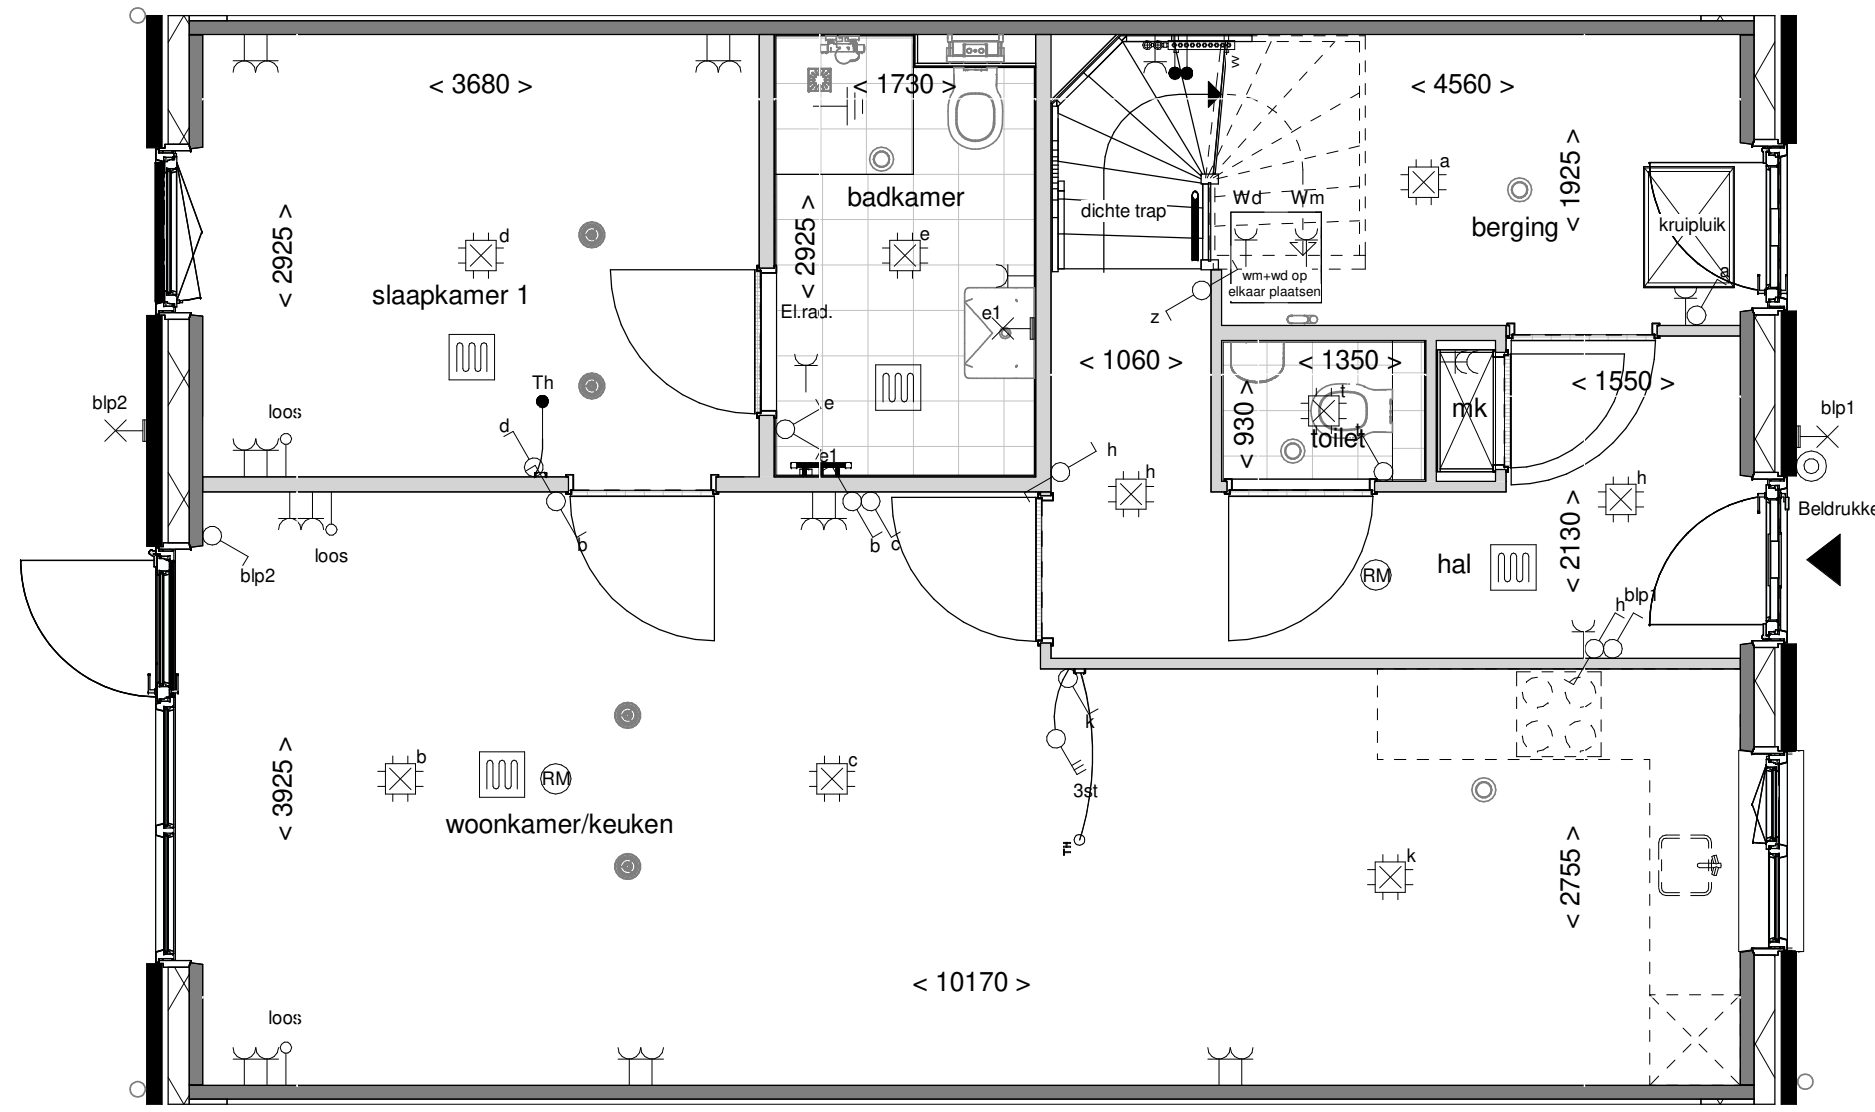 < 3680 >
< 1730 >
< 4560 >
w
< 1925 >
a
badkamer
dichte trap
Wd Wm
berging
kruipluik
< 2925 >
d
< 2925 >
e
slaapkamer 1
wm+wd op
elkaar plaatsen
a
El.rad.
e1
z
< 1060 >
< 1350 >
< 1550 >
Th
e
< 930 >
t
mk
blp2
loos
blp1
d
toilet
t
e1
h
h
h
Beldrukke
< 2130 >
b
b c
loos
blp2
hal
RM
h
blp1
k
< 3925 >
b
RM
c
3st
woonkamer/keuken
TH
k
< 2755 >
< 10170 >
loos